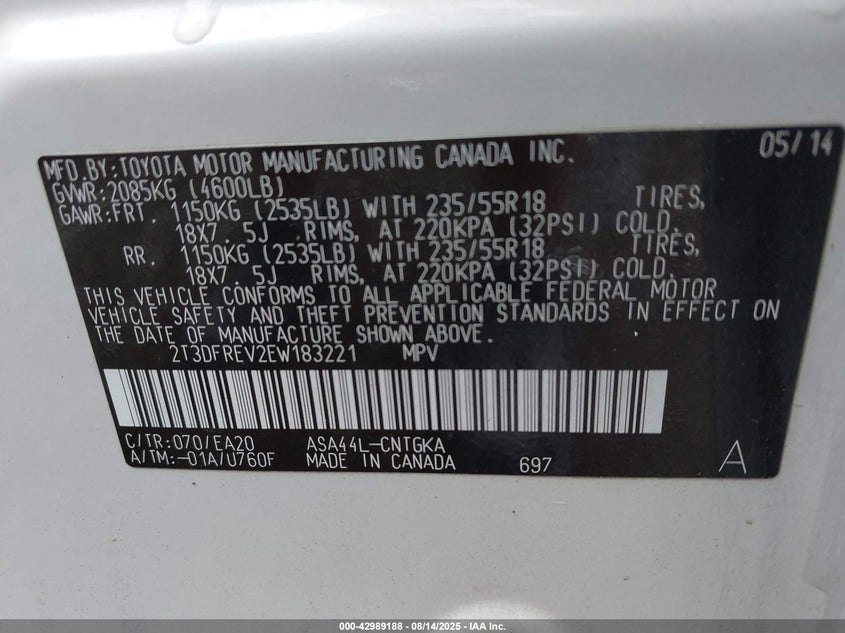 MFD.BY:TOYOTA MOTOR MANUFACTURING CANADA INC. 05/14
GVWR:2085KG (4600LB)
GAWR:FRT. 1150KG (2535LB) WITH 235/55R18 TIRES,
18X7.5J RIMS, AT 220KPA (32PSI) COLD.
RR. 1150KG (2535LB) WITH 235/55R18 TIRES,
18X7.5J RIMS, AT 220KPA (32PSI) COLD.
THIS VEHICLE CONFORMS TO ALL APPLICABLE FEDERAL MOTOR
VEHICLE SAFETY AND THEFT PREVENTION STANDARDS IN EFFECT ON
THE DATE OF MANUFACTURE SHOWN ABOVE.
2T3DFREV2EW183221 MPV
C/TR:070/EA20 ASA44L-CNTGKA
A/TM:-01A/U760F MADE IN CANADA 697 A
000-42989188 - 08/14/2025 - IAA Inc.